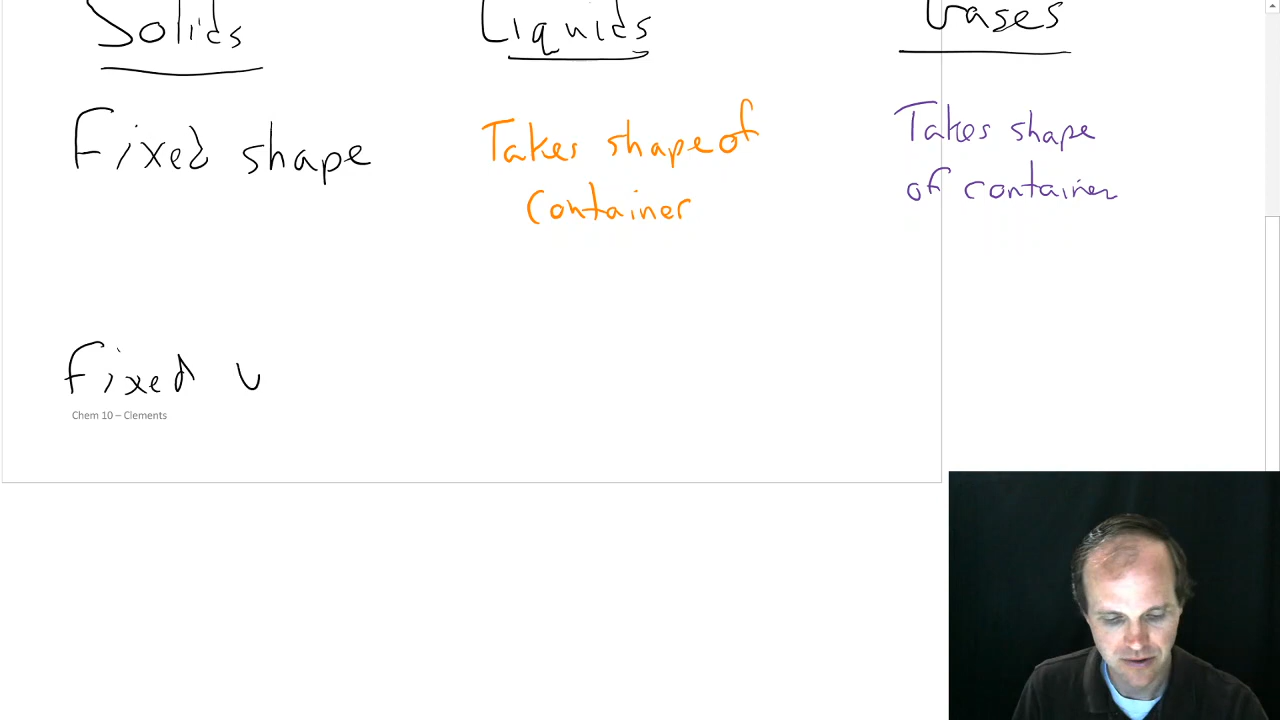 Solids
Liquids
Gases
Fixed shape
Takes shape of
container
Takes shape
of container
Fixed v
Chem 10 – Clements